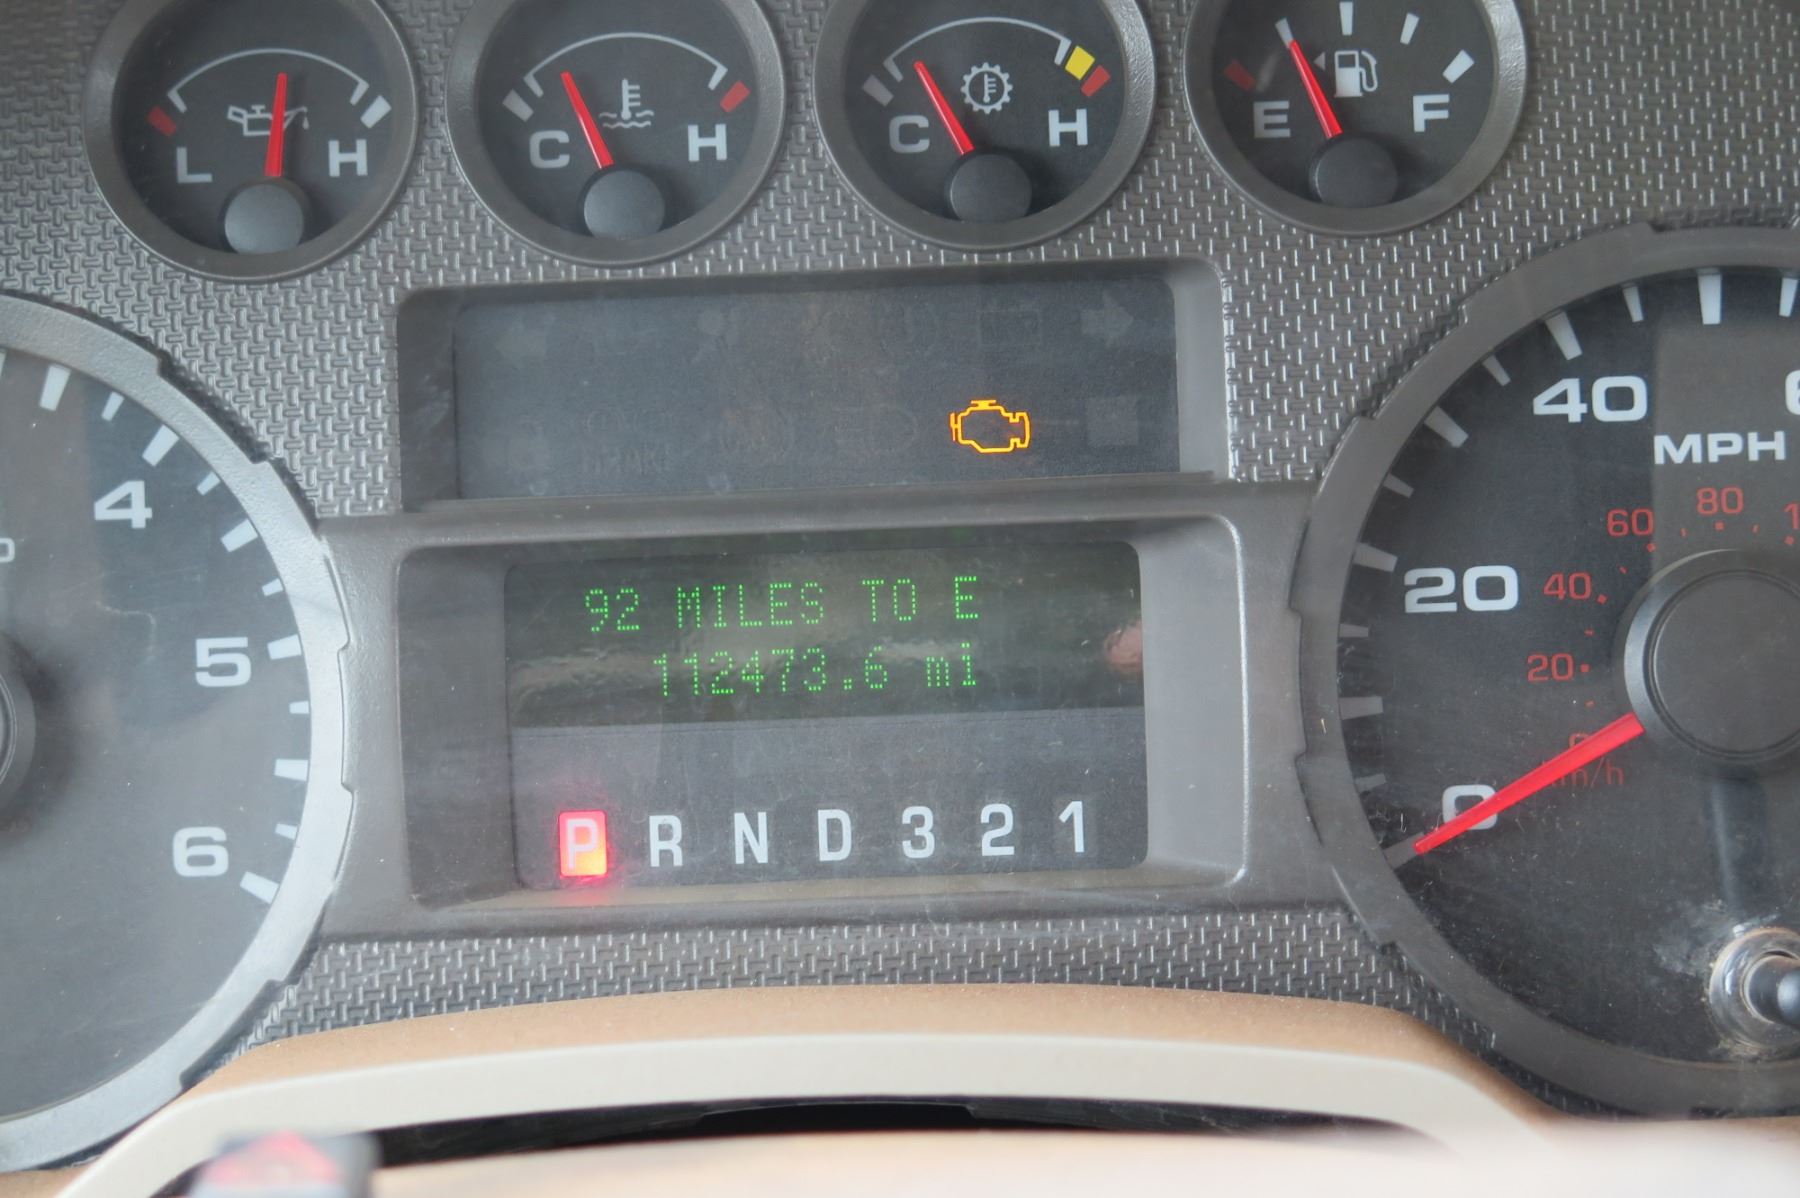 L H
C H
C H
E F
4
5
6
92 MILES TO E
112473.6 mi
P R N D 3 2 1
40
MPH
60 80
20 40
20
0
km/h